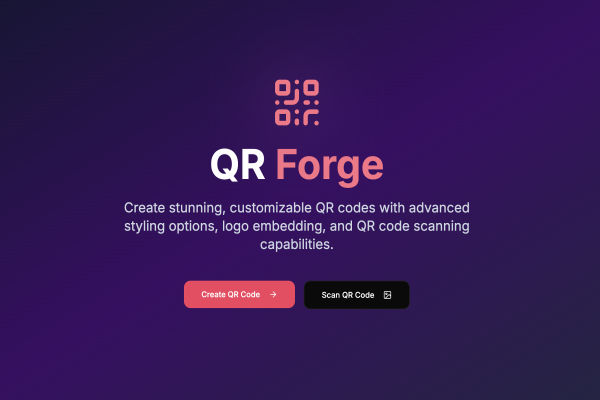 QR Forge
Create stunning, customizable QR codes with advanced
styling options, logo embedding, and QR code scanning
capabilities.
Create QR Code
Scan QR Code